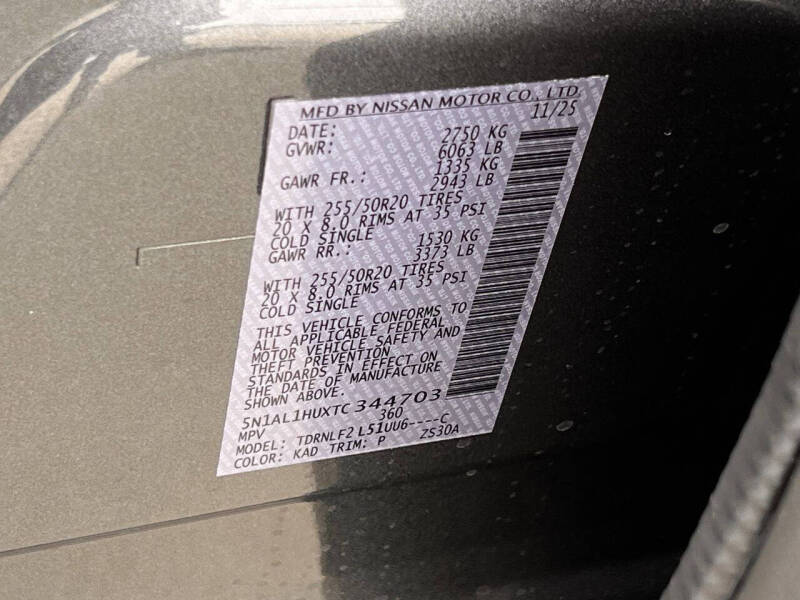 MFD BY NISSAN MOTOR CO., LTD.
DATE: 11/25
GVWR: 2750 KG
6063 LB
GAWR FR.: 1335 KG
2943 LB
WITH 255/50R20 TIRES
20 X 8.0 RIMS AT 35 PSI
COLD SINGLE
GAWR RR.: 1530 KG
3373 LB
WITH 255/50R20 TIRES
20 X 8.0 RIMS AT 35 PSI
COLD SINGLE
THIS VEHICLE CONFORMS TO
ALL APPLICABLE FEDERAL
MOTOR VEHICLE SAFETY AND
THEFT PREVENTION
STANDARDS IN EFFECT ON
THE DATE OF MANUFACTURE
SHOWN ABOVE.
5N1AL1HUXTC344703
MPV 360
MODEL: TDRNLF2 L51UU6----C
COLOR: KAD TRIM: P ZS30A